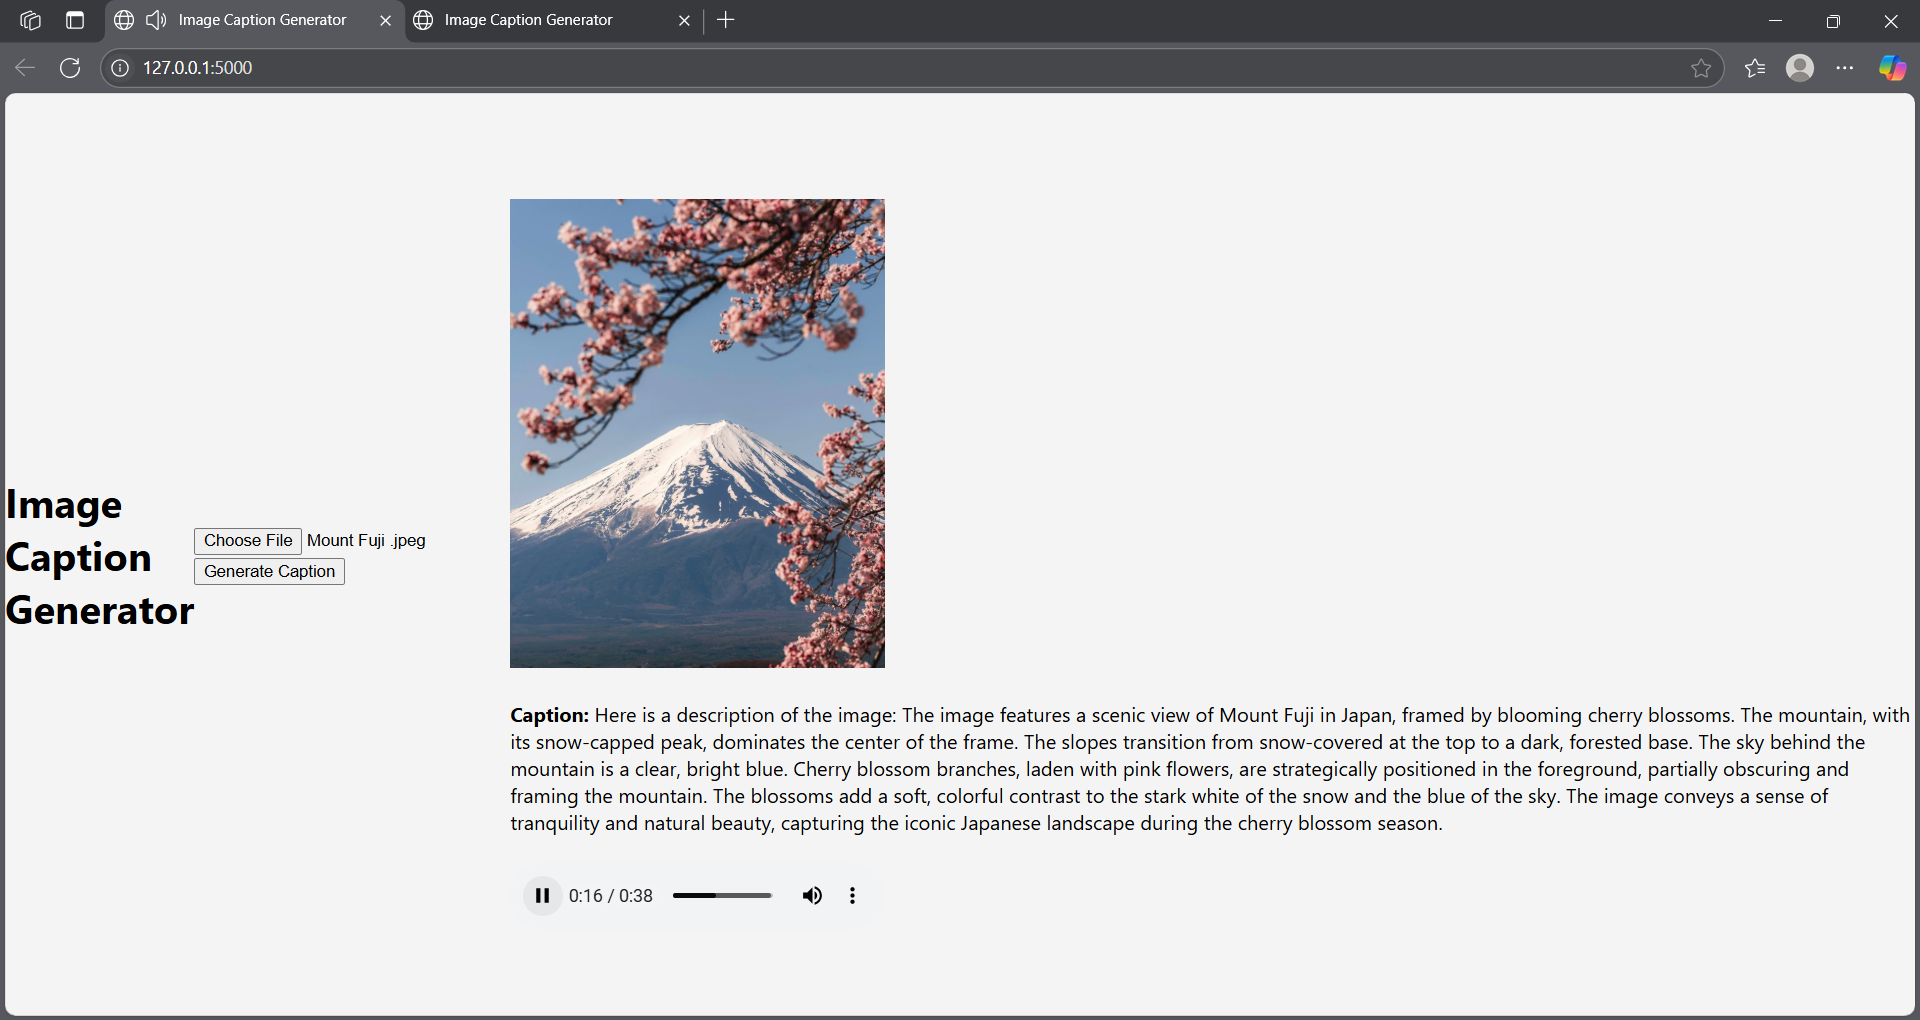 Image Caption Generator
Image Caption Generator
127.0.0.1:5000
Image
Caption
Generator
Choose File Mount Fuji .jpeg
Generate Caption
Caption: Here is a description of the image: The image features a scenic view of Mount Fuji in Japan, framed by blooming cherry blossoms. The mountain, with
its snow-capped peak, dominates the center of the frame. The slopes transition from snow-covered at the top to a dark, forested base. The sky behind the
mountain is a clear, bright blue. Cherry blossom branches, laden with pink flowers, are strategically positioned in the foreground, partially obscuring and
framing the mountain. The blossoms add a soft, colorful contrast to the stark white of the snow and the blue of the sky. The image conveys a sense of
tranquility and natural beauty, capturing the iconic Japanese landscape during the cherry blossom season.
0:16 / 0:38